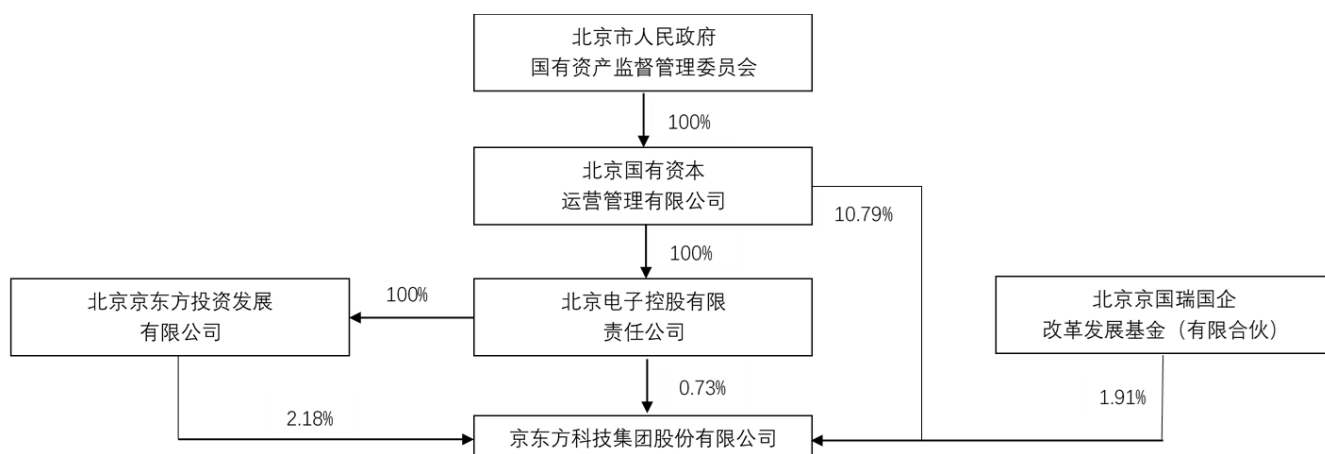 北京市人民政府
国有资产监督管理委员会
100%
北京国有资本
运营管理有限公司
10.79%
100%
北京京东方投资发展
有限公司
100%
北京电子控股有限
责任公司
北京京国瑞国企
改革发展基金（有限合伙）
0.73%
1.91%
2.18%
京东方科技集团股份有限公司